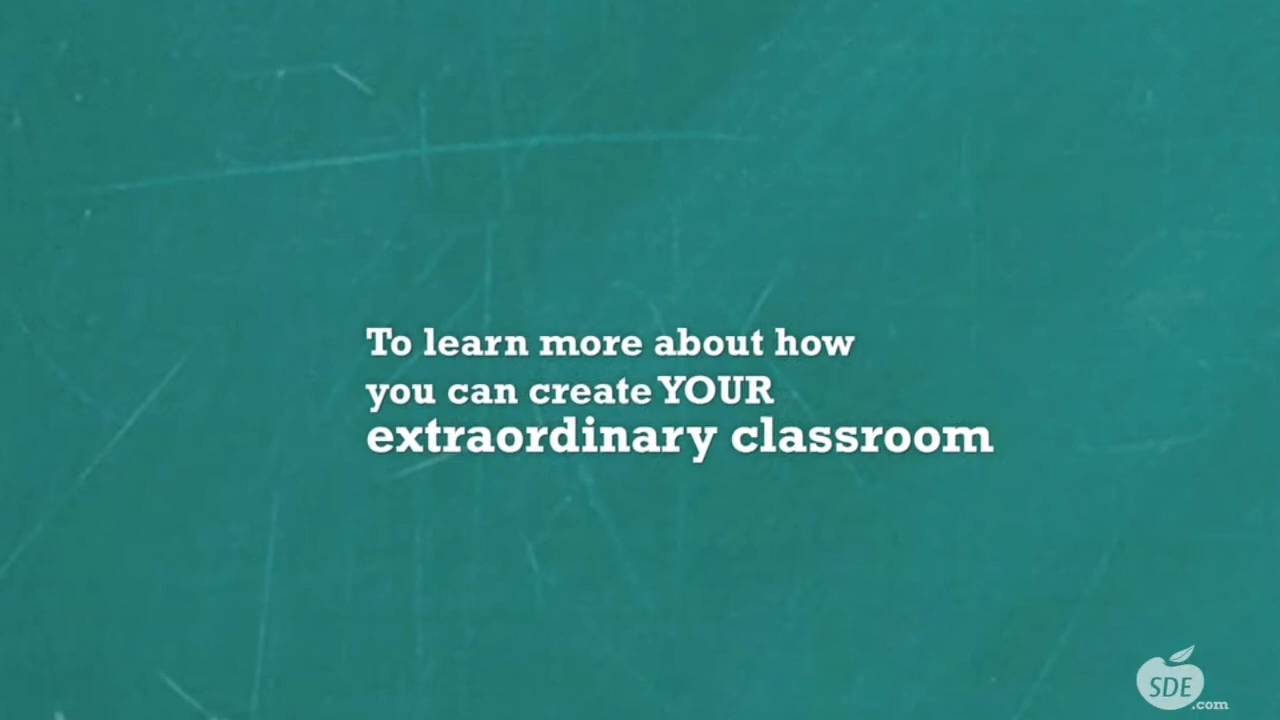 To learn more about how
you can create YOUR
extraordinary classroom
SDE
.com